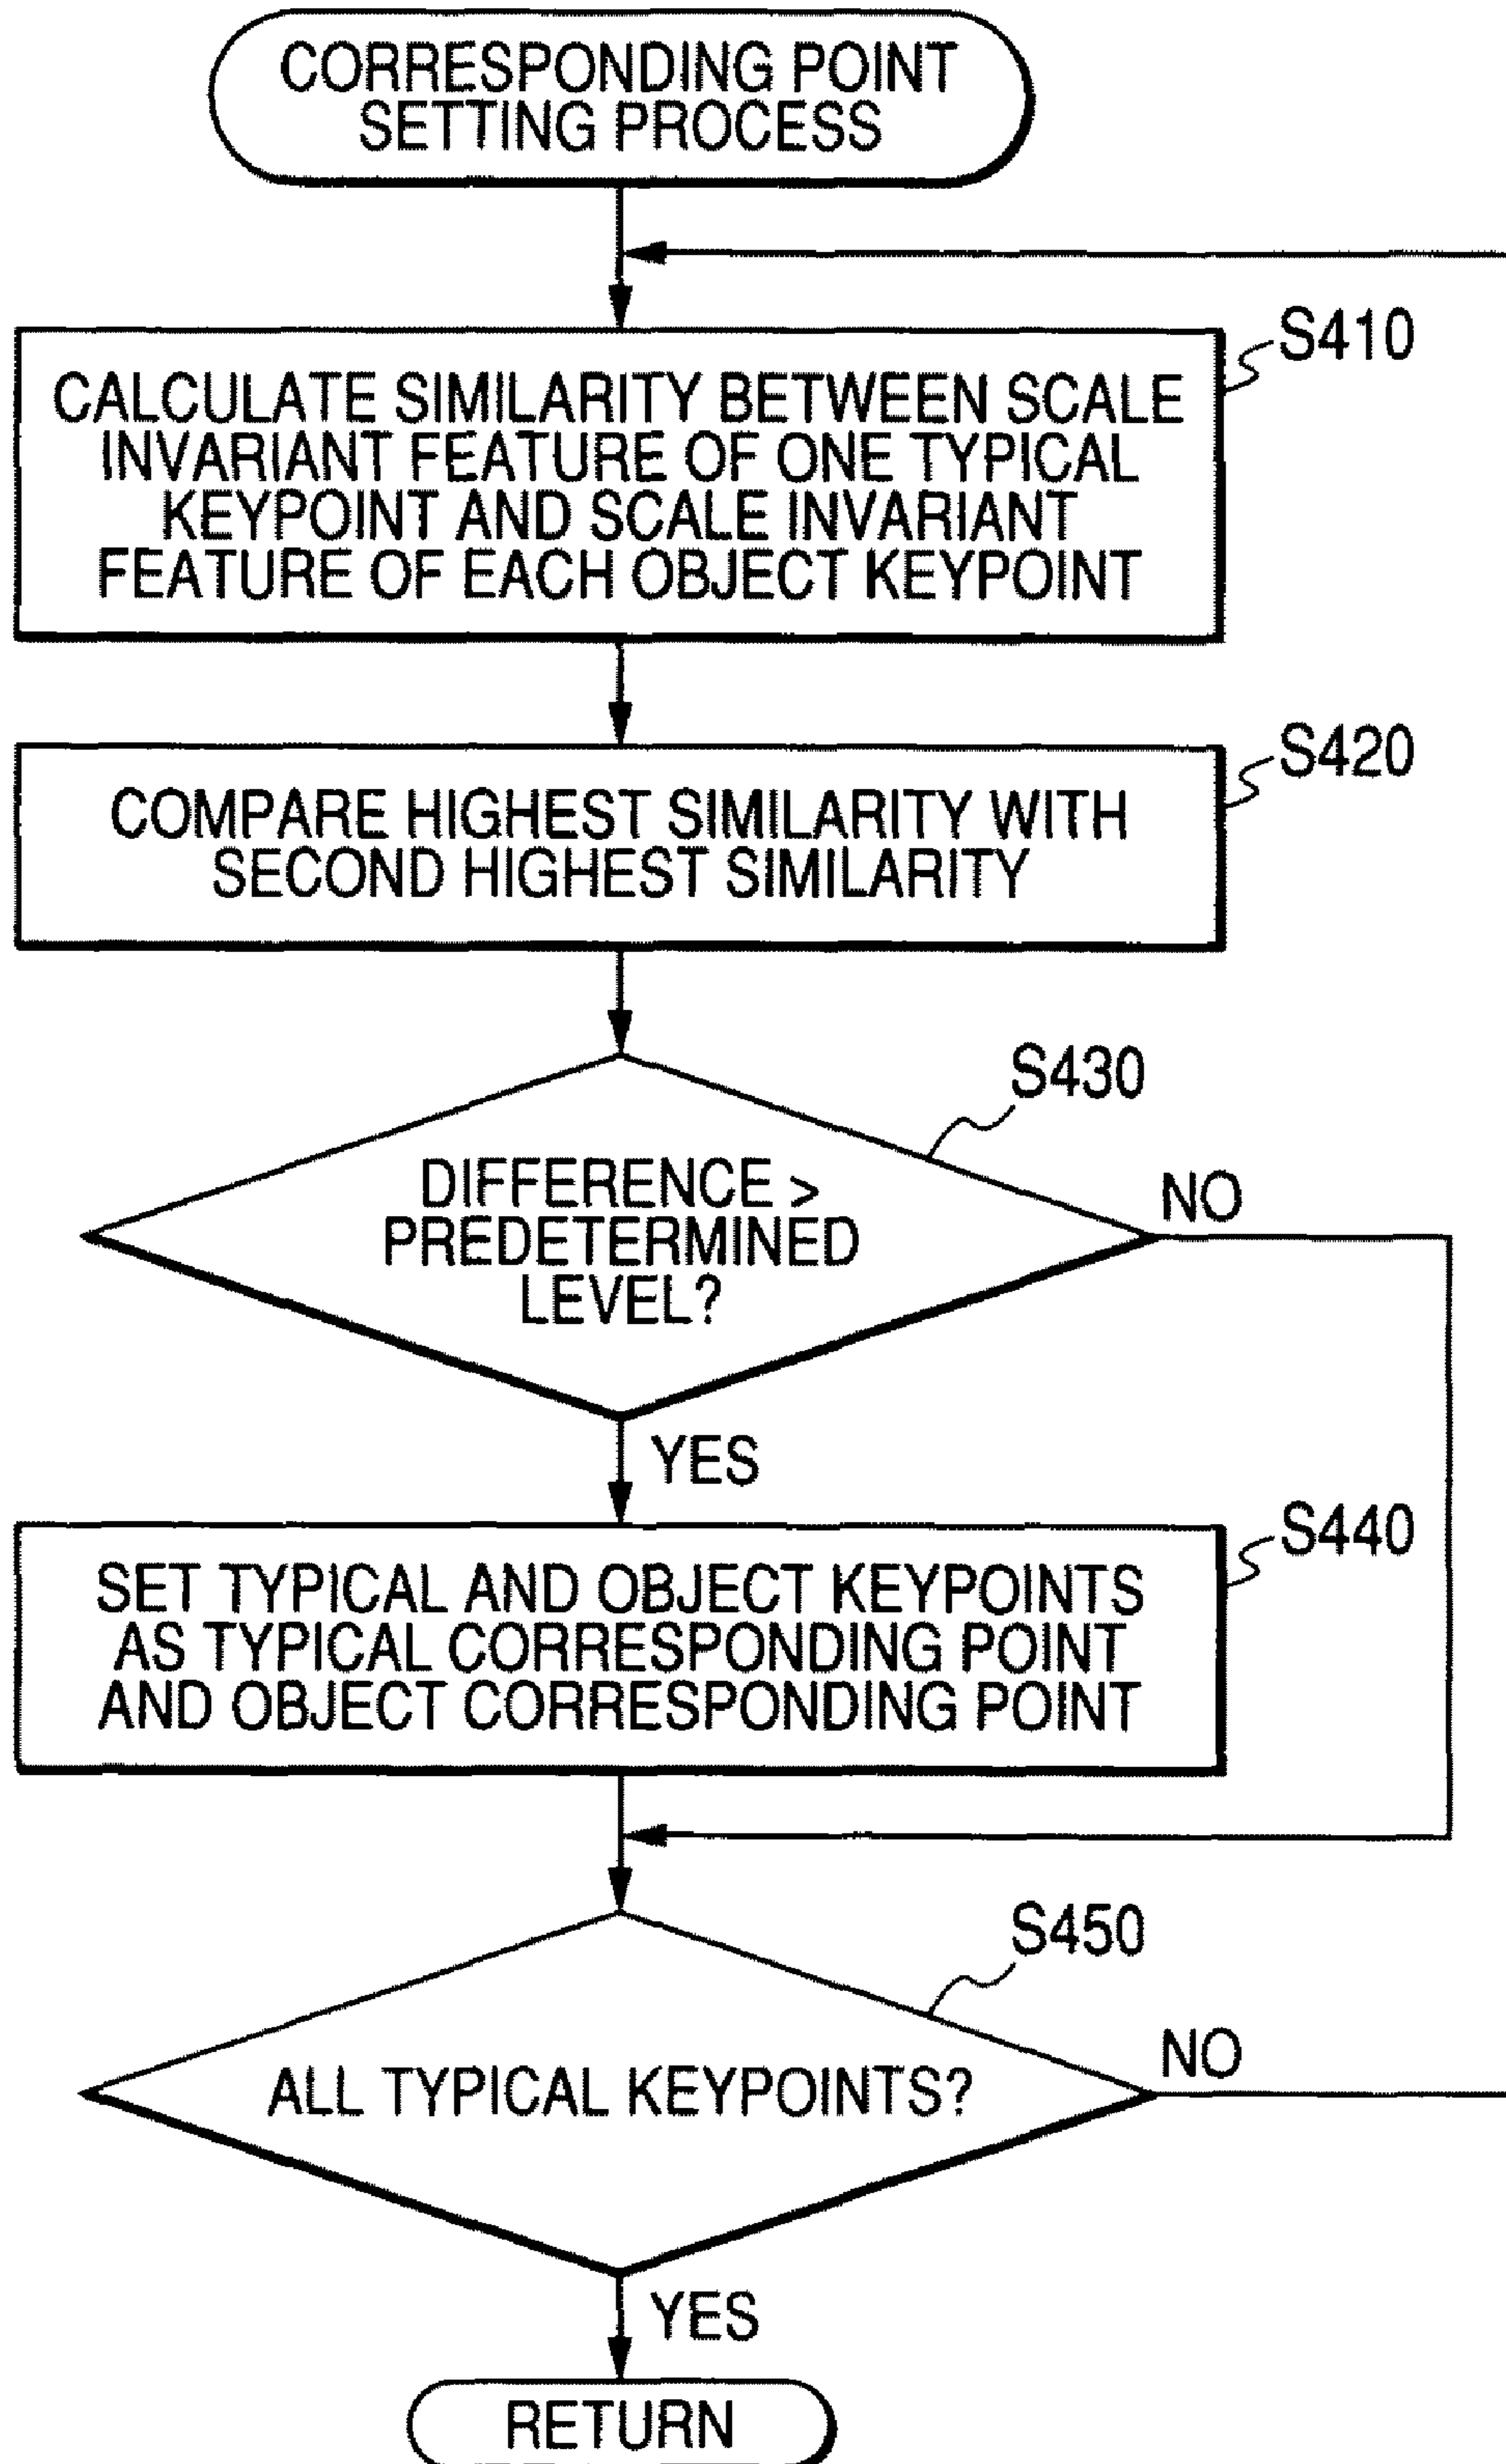 CORRESPONDING POINT
SETTING PROCESS
S410
CALCULATE SIMILARITY BETWEEN SCALE
INVARIANT FEATURE OF ONE TYPICAL
KEYPOINT AND SCALE INVARIANT
FEATURE OF EACH OBJECT KEYPOINT
S420
COMPARE HIGHEST SIMILARITY WITH
SECOND HIGHEST SIMILARITY
S430
DIFFERENCE >
PREDETERMINED
LEVEL?
NO
YES
S440
SET TYPICAL AND OBJECT KEYPOINTS
AS TYPICAL CORRESPONDING POINT
AND OBJECT CORRESPONDING POINT
S450
ALL TYPICAL KEYPOINTS?
NO
YES
RETURN